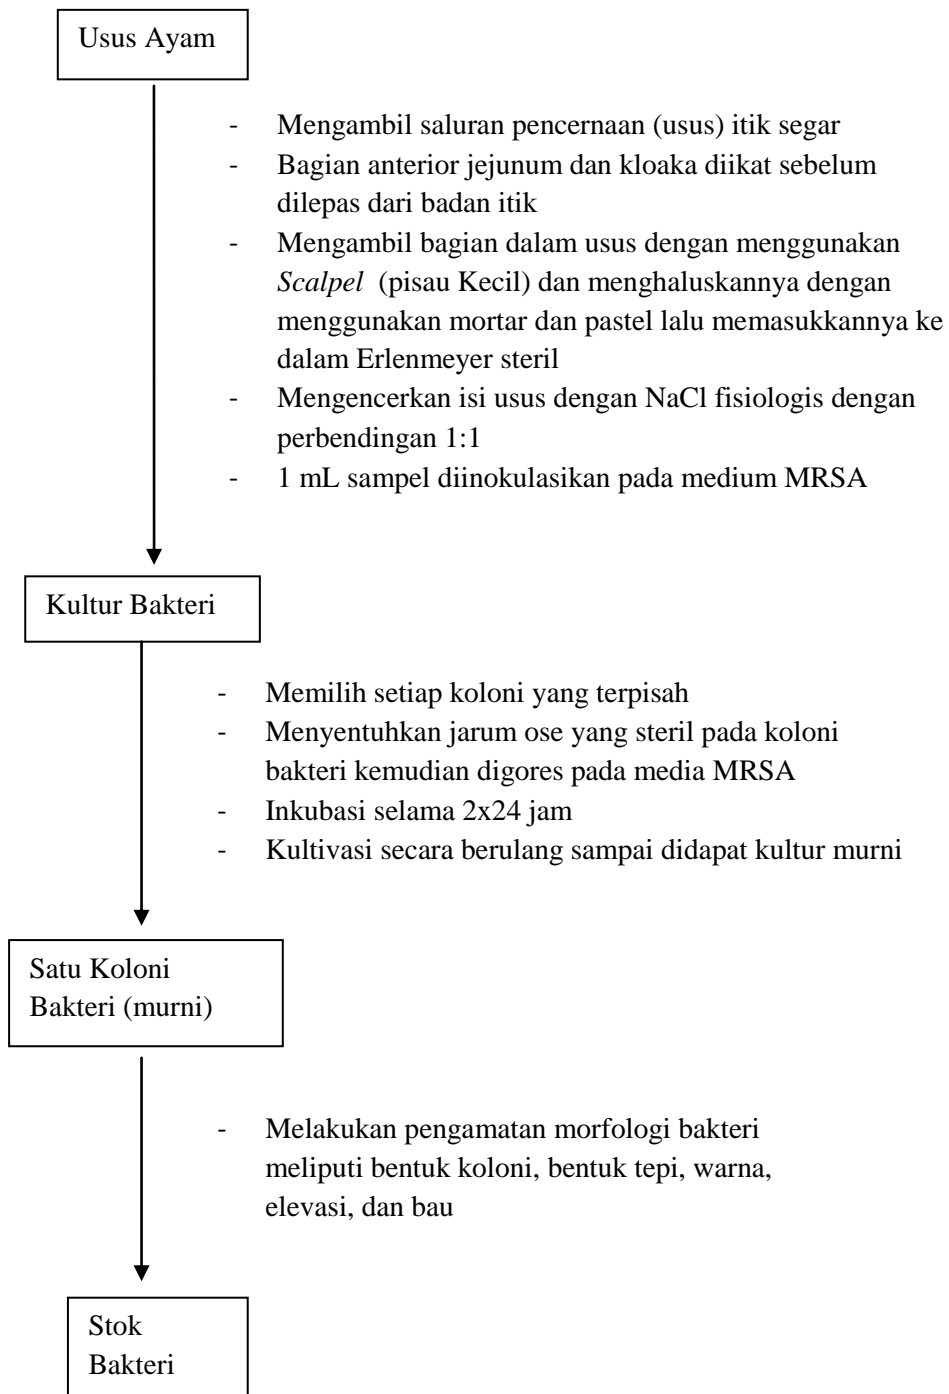 Usus Ayam
- Mengambil saluran pencernaan (usus) itik segar
- Bagian anterior jejunum dan kloaka diikat sebelum
dilepas dari badan itik
- Mengambil bagian dalam usus dengan menggunakan
Scalpel (pisau Kecil) dan menghaluskannya dengan
menggunakan mortar dan pastel lalu memasukkannya ke
dalam Erlenmeyer steril
- Mengencerkan isi usus dengan NaCl fisiologis dengan
perbendingan 1:1
- 1 mL sampel diinokulasikan pada medium MRSA
Kultur Bakteri
- Memilih setiap koloni yang terpisah
- Menyentuhkan jarum ose yang steril pada koloni
bakteri kemudian digores pada media MRSA
- Inkubasi selama 2x24 jam
- Kultivasi secara berulang sampai didapat kultur murni
Satu Koloni
Bakteri (murni)
- Melakukan pengamatan morfologi bakteri
meliputi bentuk koloni, bentuk tepi, warna,
elevasi, dan bau
Stok
Bakteri